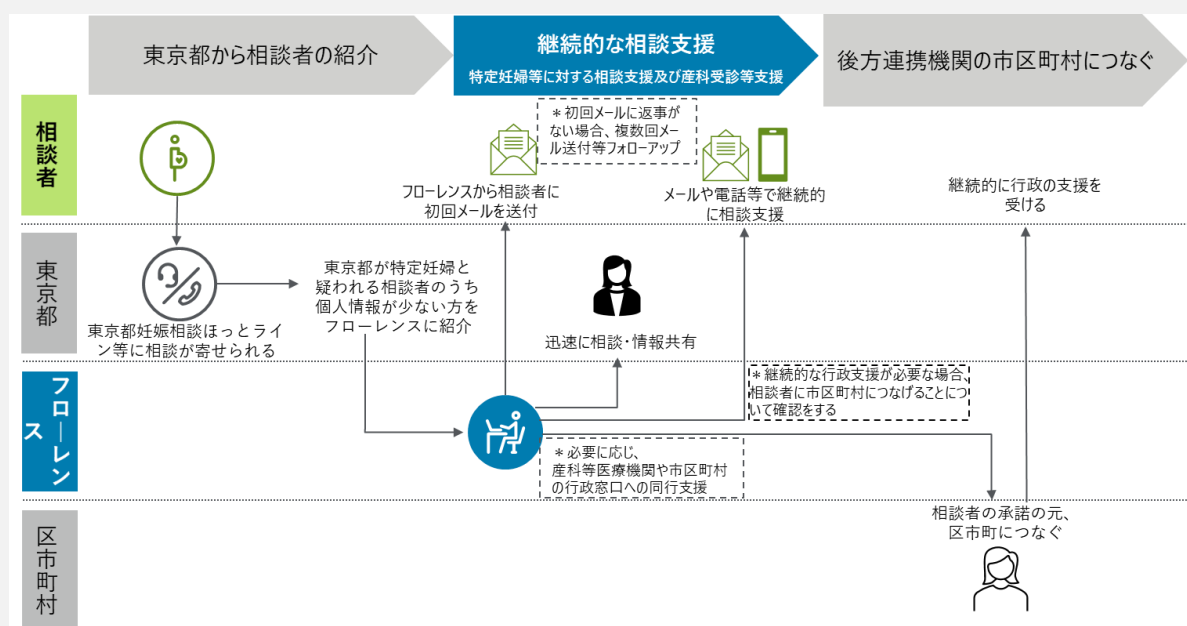 東京都から相談者の紹介
継続的な相談支援
特定妊婦等に対する相談支援及び産科受診等支援
後方連携機関の市区町村につなぐ
相談者
＊初回メールに返事が
ない場合、複数回メー
ル送付等フォローアップ
フローレンスから相談者に
初回メールを送付
メールや電話等で継続的
に相談支援
継続的に行政の支援を
受ける
東京都
東京都妊娠相談ほっとライ
ン等に相談が寄せられる
東京都が特定妊婦と
疑われる相談者のうち
個人情報が少ない方を
フローレンスに紹介
迅速に相談・情報共有
フローレン
ス
＊継続的な行政支援が必要な場合、
相談者に市区町村につなげることにつ
いて確認をする
＊必要に応じ、
産科等医療機関や市区町村
の行政窓口への同行支援
区市町村
相談者の承諾の元、
区市町につなぐ